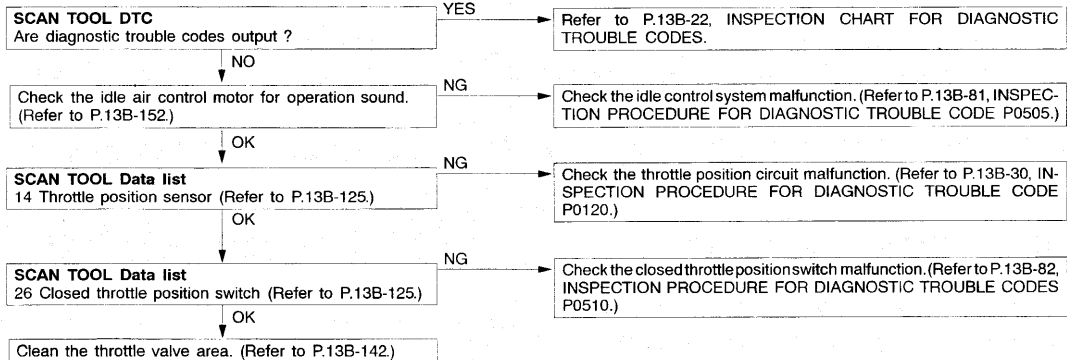 SCAN TOOL DTC
Are diagnostic trouble codes output ?
YES
Refer to P.13B-22, INSPECTION CHART FOR DIAGNOSTIC
TROUBLE CODES.
NO
Check the idle air control motor for operation sound.
(Refer to P.13B-152.)
NG
Check the idle control system malfunction. (Refer to P.13B-81, INSPEC-
TION PROCEDURE FOR DIAGNOSTIC TROUBLE CODE P0505.)
OK
SCAN TOOL Data list
14 Throttle position sensor (Refer to P.13B-125.)
NG
Check the throttle position circuit malfunction. (Refer to P.13B-30, IN-
SPECTION PROCEDURE FOR DIAGNOSTIC TROUBLE CODE
P0120.)
OK
SCAN TOOL Data list
26 Closed throttle position switch (Refer to P.13B-125.)
NG
Check the closed throttle position switch malfunction. (Refer to P.13B-82,
INSPECTION PROCEDURE FOR DIAGNOSTIC TROUBLE CODES
P0510.)
OK
Clean the throttle valve area. (Refer to P.13B-142.)